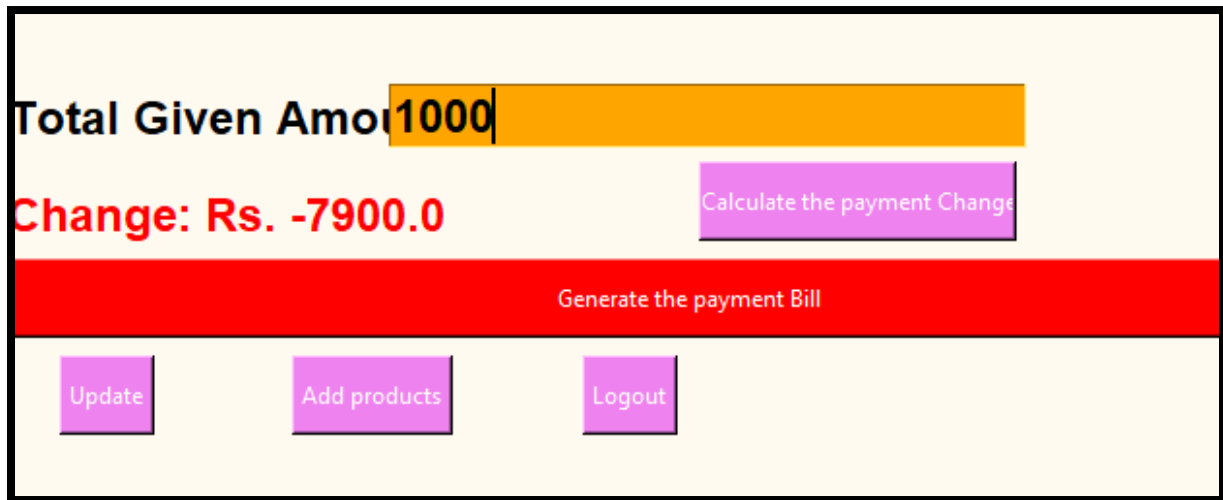 Total Given Amou 1000
Change: Rs. -7900.0
Calculate the payment Change
Generate the payment Bill
Update
Add products
Logout